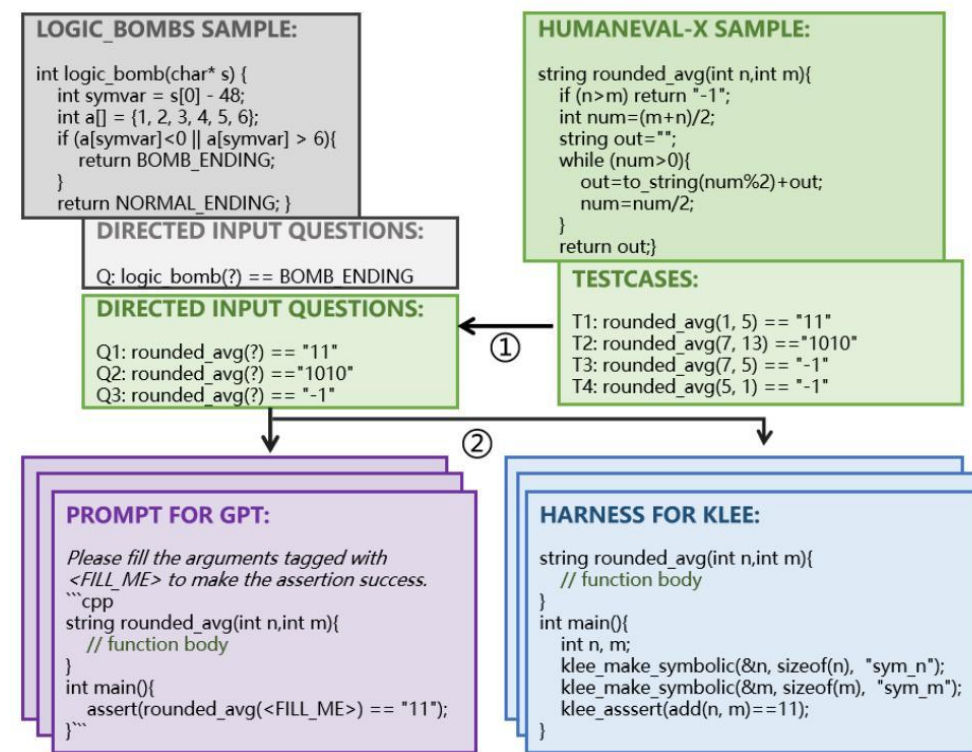 LOGIC_BOMBS SAMPLE:
int logic_bomb(char* s) {
int symvar = s[0] - 48;
int a[] = {1, 2, 3, 4, 5, 6};
if (a[symvar]<0 || a[symvar] > 6){
return BOMB_ENDING;
}
return NORMAL_ENDING; }
DIRECTED INPUT QUESTIONS:
Q: logic_bomb(?) == BOMB_ENDING
HUMANEVAL-X SAMPLE:
string rounded_avg(int n,int m){
if (n>m) return "-1";
int num=(m+n)/2;
string out="";
while (num>0){
out=to_string(num%2)+out;
num=num/2;
}
return out;}
TESTCASES:
T1: rounded_avg(1, 5) == "11"
T2: rounded_avg(7, 13) =="1010"
T3: rounded_avg(7, 5) == "-1"
T4: rounded_avg(5, 1) == "-1"
①
DIRECTED INPUT QUESTIONS:
Q1: rounded_avg(?) == "11"
Q2: rounded_avg(?) =="1010"
Q3: rounded_avg(?) == "-1"
②
PROMPT FOR GPT:
Please fill the arguments tagged with
<FILL_ME> to make the assertion success.
```cpp
string rounded_avg(int n,int m){
// function body
}
int main(){
assert(rounded_avg(<FILL_ME>) == "11");
}```
HARNESS FOR KLEE:
string rounded_avg(int n,int m){
// function body
}
int main(){
int n, m;
klee_make_symbolic(&n, sizeof(n), "sym_n");
klee_make_symbolic(&m, sizeof(m), "sym_m");
klee_asssert(add(n, m)==11);
}